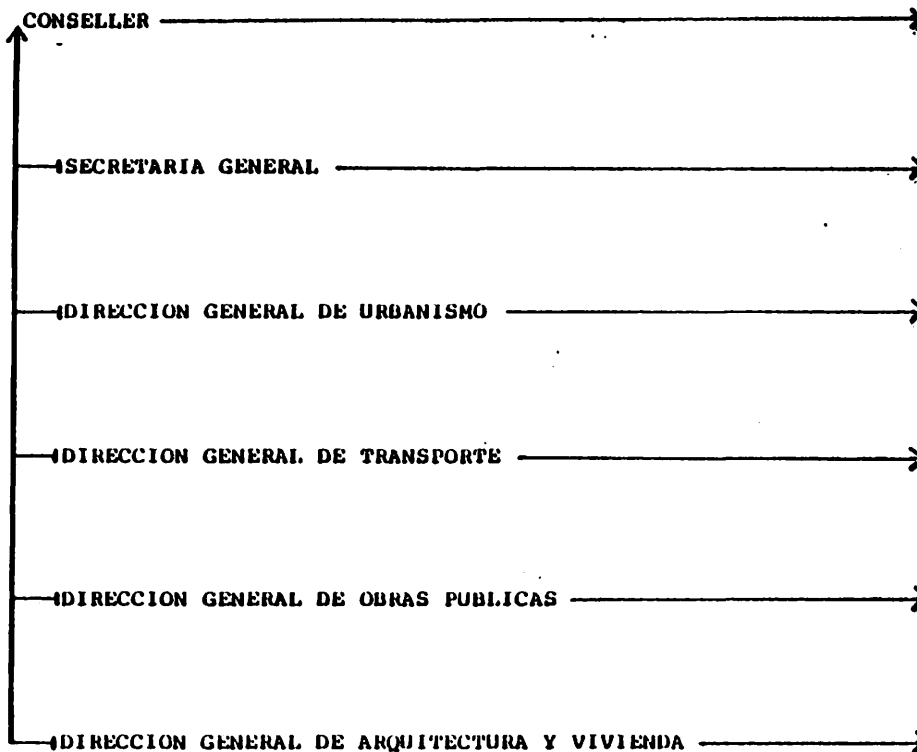 CONSELLER
SECRETARIA GENERAL
DIRECCION GENERAL DE URBANISMO
DIRECCION GENERAL DE TRANSPORTE
DIRECCION GENERAL DE OBRAS PUBLICAS
DIRECCION GENERAL DE ARQUITECTURA Y VIVIENDA